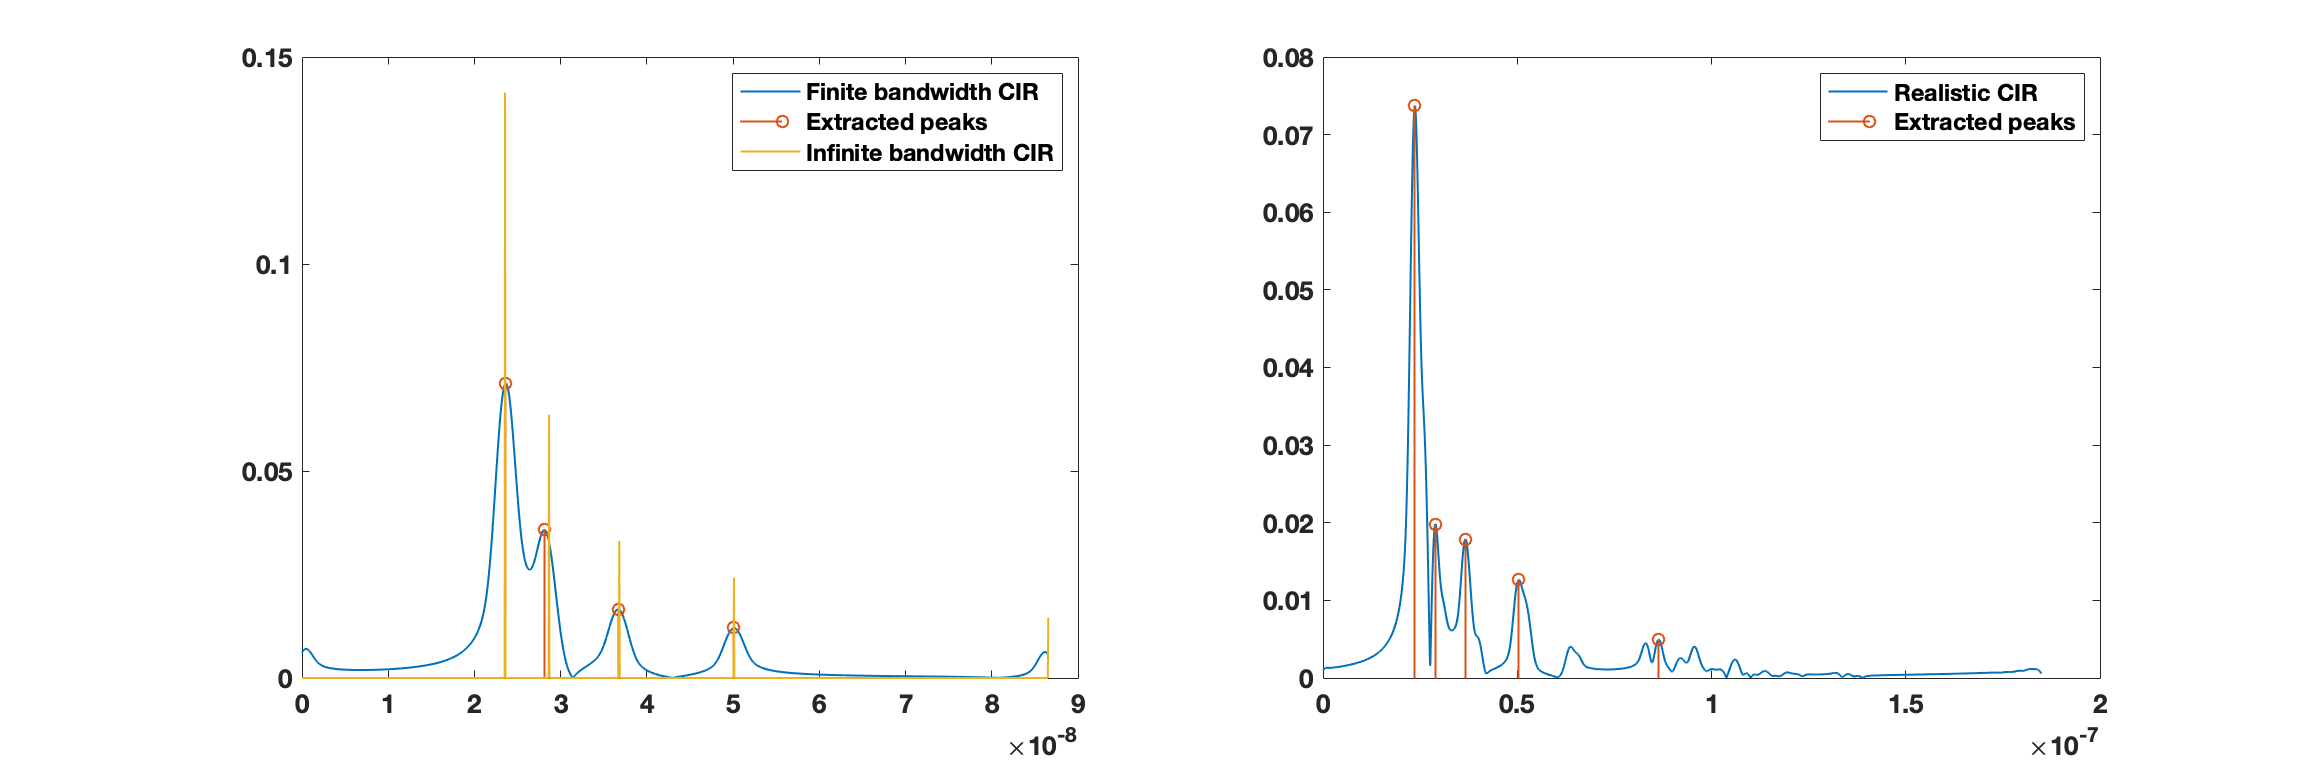 0.15
0.1
0.05
0
0 1 2 3 4 5 6 7 8 9
×10-8
Finite bandwidth CIR
Extracted peaks
Infinite bandwidth CIR
0.08
0.07
0.06
0.05
0.04
0.03
0.02
0.01
0
0 0.5 1 1.5 2
×10-7
Realistic CIR
Extracted peaks